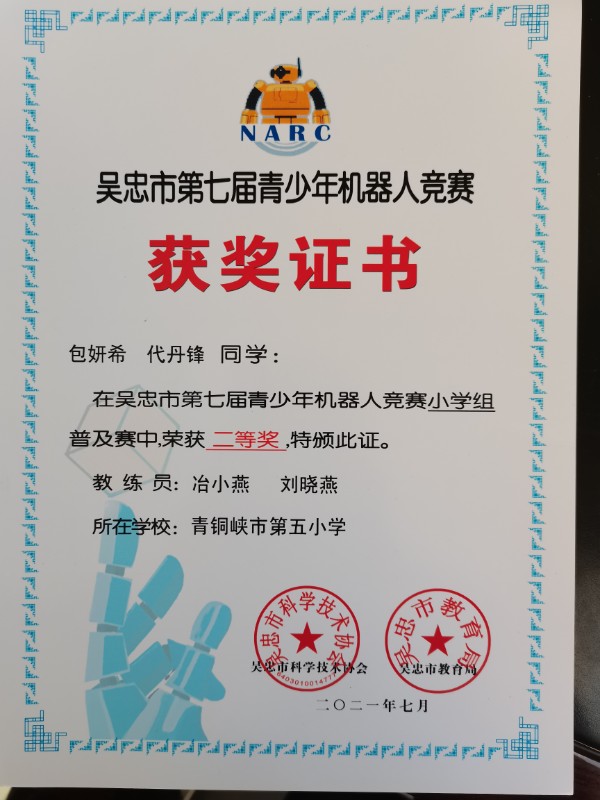 NARC
吴忠市第七届青少年机器人竞赛
获奖证书
包妍希 代丹锋 同学：
在吴忠市第七届青少年机器人竞赛小学组
普及赛中,荣获 二等奖 ,特颁此证。
教 练 员：冶小燕 刘晓燕
所在学校：青铜峡市第五小学
吴忠市科学技术协会
吴忠市教育局
吴忠市科学技术协会
吴忠市教育局
二〇二一年七月